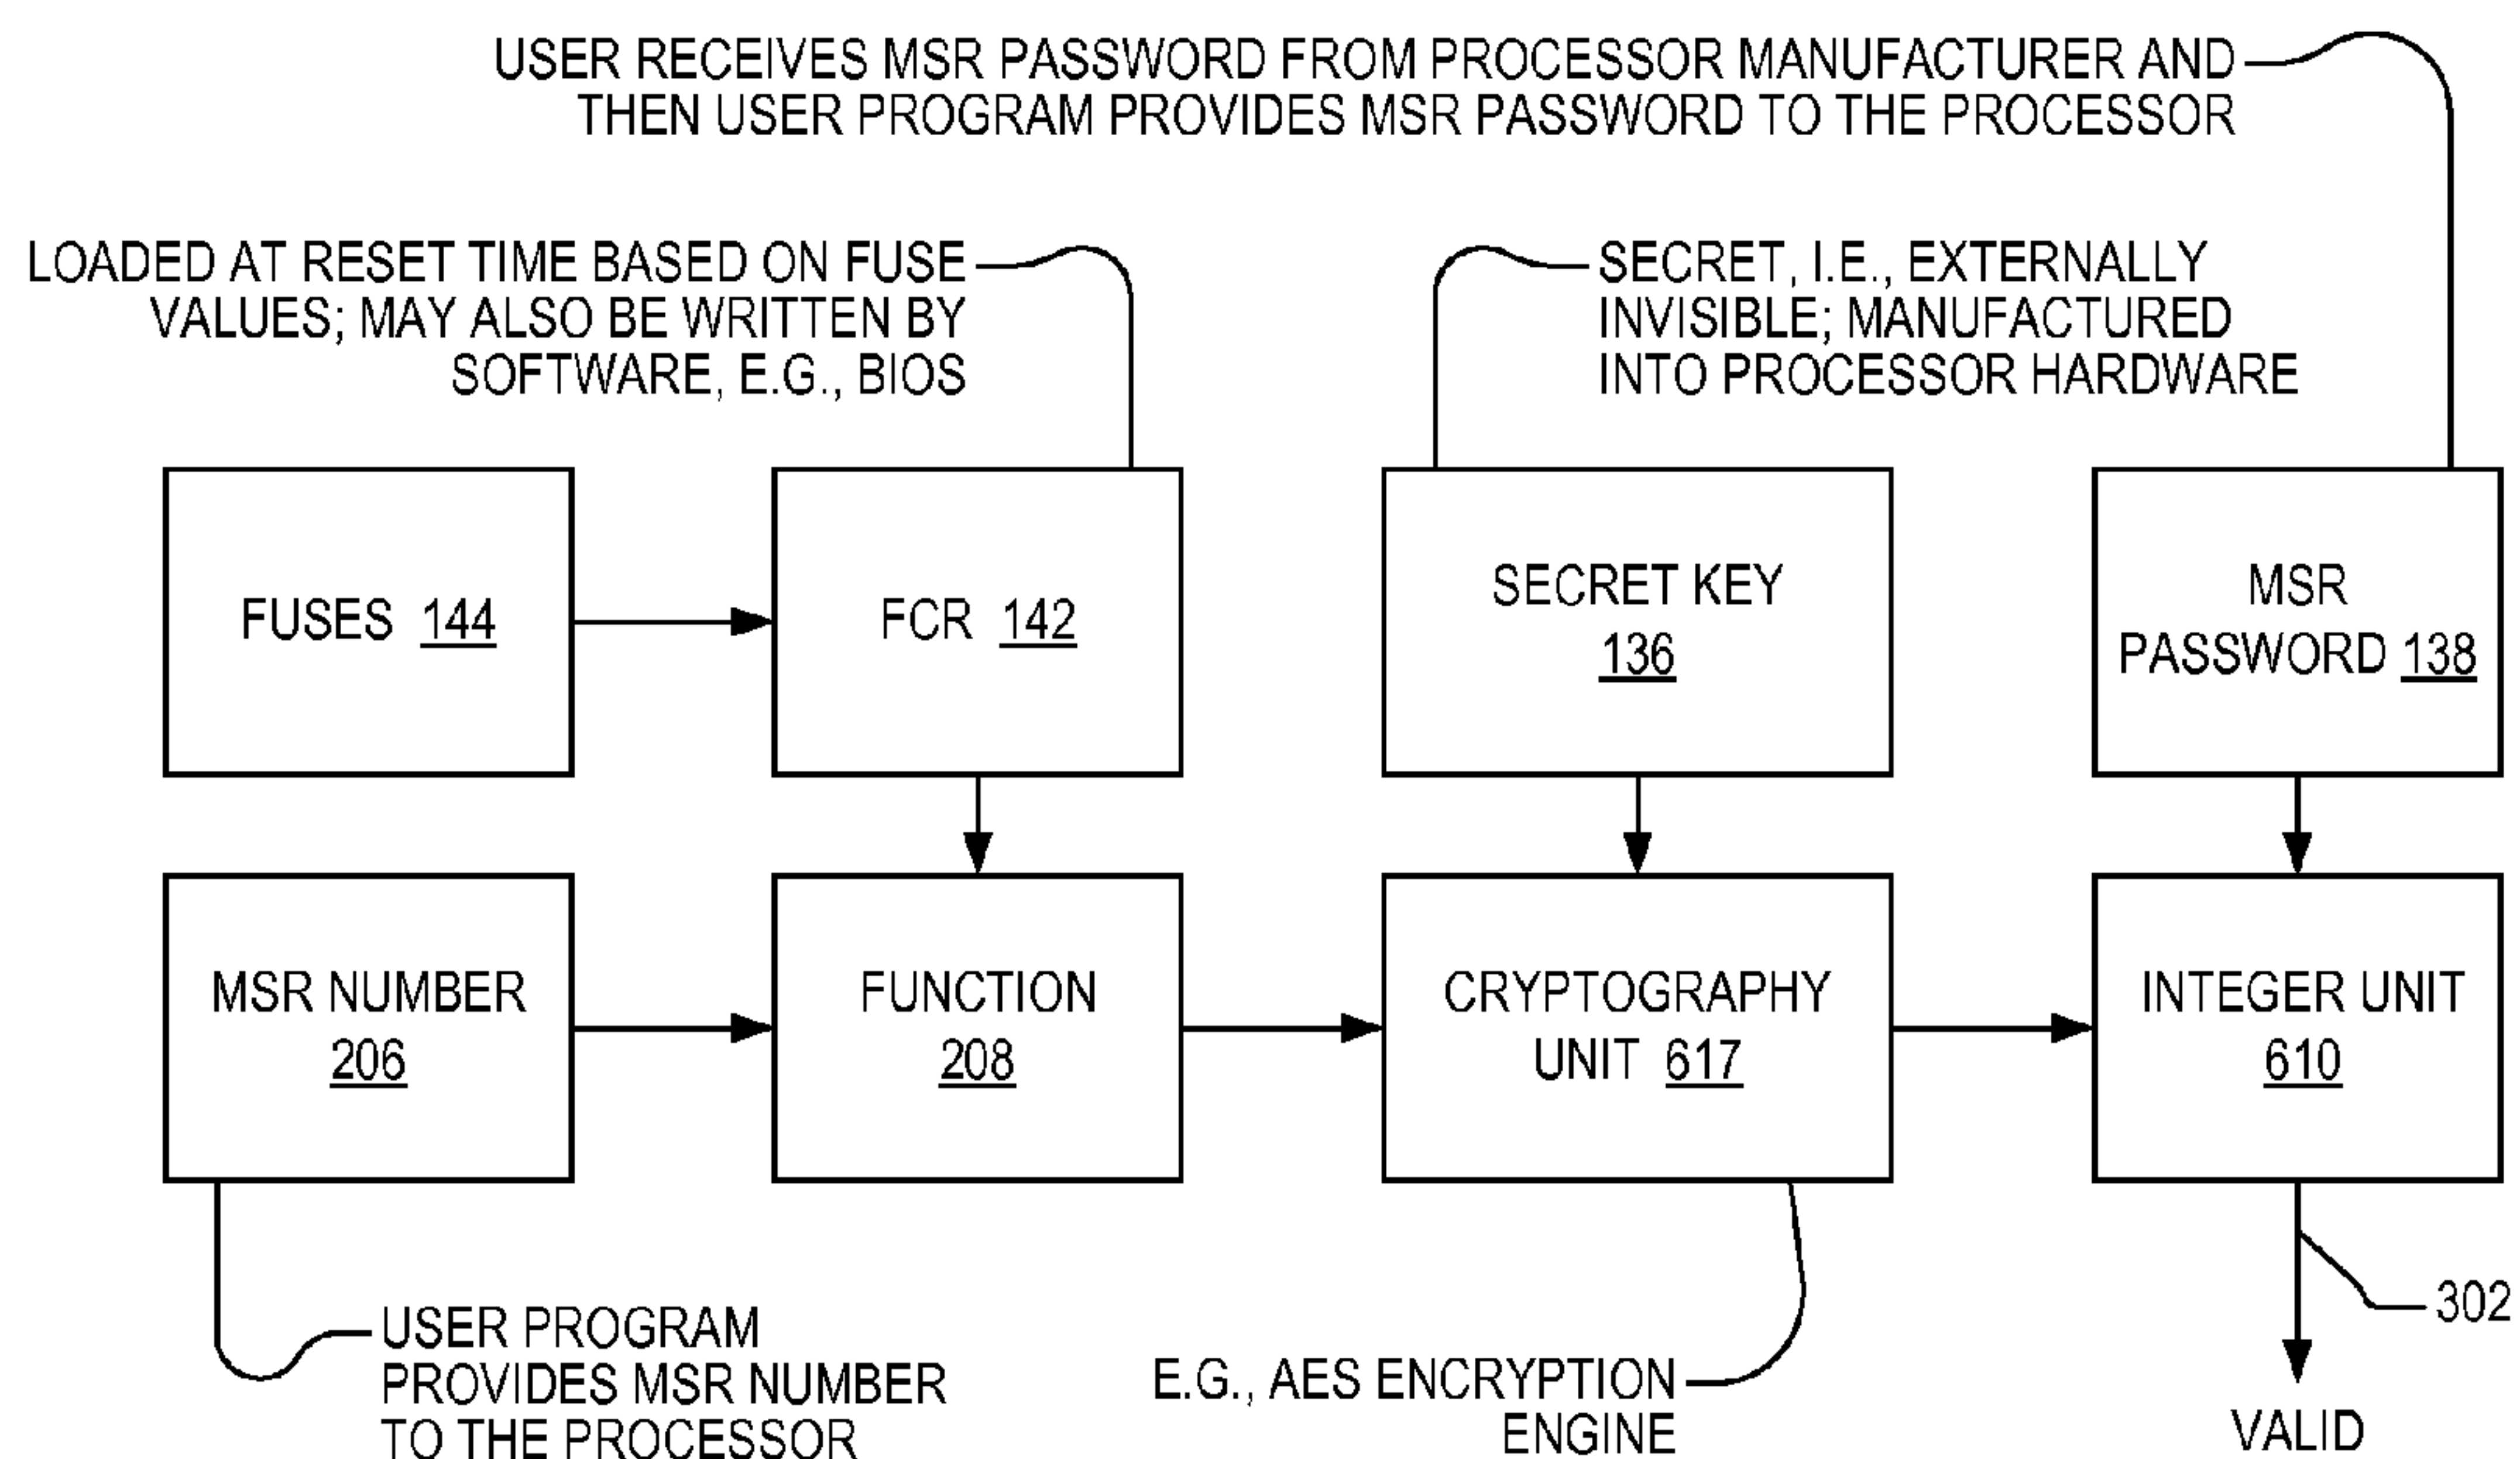 USER RECEIVES MSR PASSWORD FROM PROCESSOR MANUFACTURER AND
THEN USER PROGRAM PROVIDES MSR PASSWORD TO THE PROCESSOR
LOADED AT RESET TIME BASED ON FUSE
VALUES; MAY ALSO BE WRITTEN BY
SOFTWARE, E.G., BIOS
SECRET, I.E., EXTERNALLY
INVISIBLE; MANUFACTURED
INTO PROCESSOR HARDWARE
FUSES 144
FCR 142
SECRET KEY
136
MSR
PASSWORD 138
MSR NUMBER
206
FUNCTION
208
CRYPTOGRAPHY
UNIT 617
INTEGER UNIT
610
USER PROGRAM
PROVIDES MSR NUMBER
TO THE PROCESSOR
E.G., AES ENCRYPTION
ENGINE
302
VALID